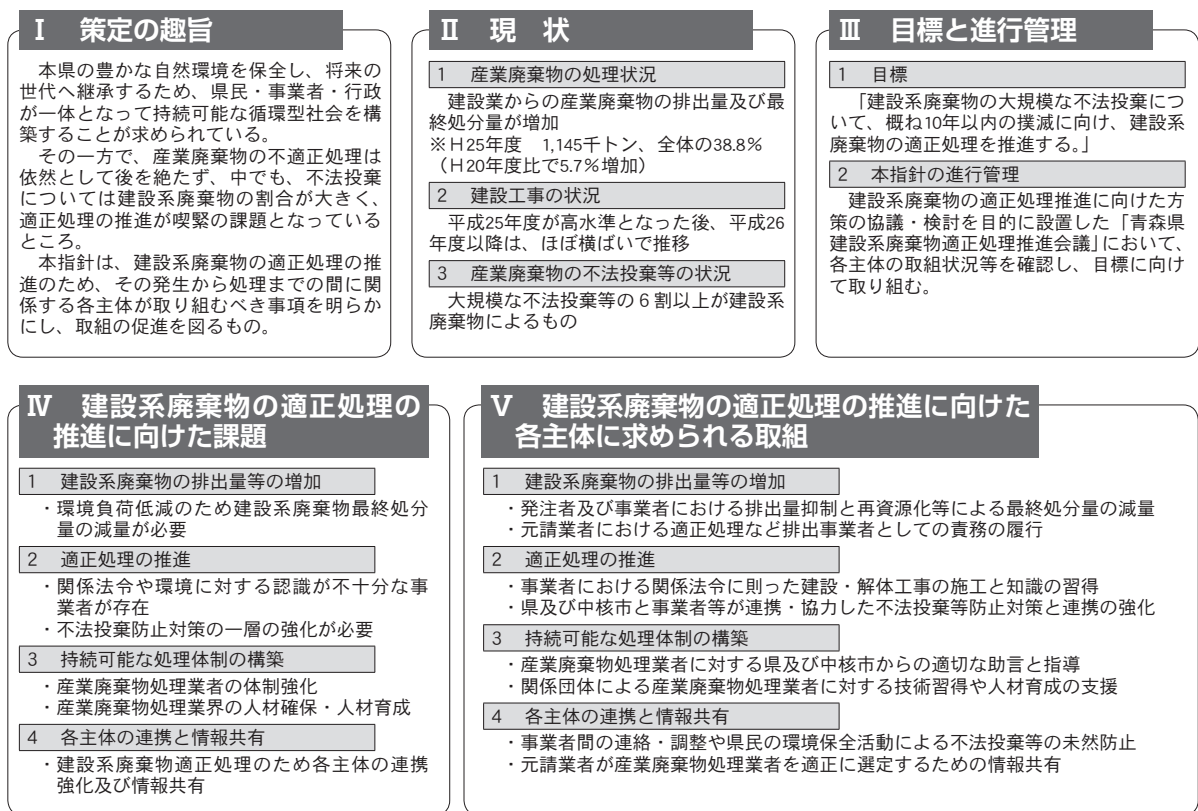 Ⅰ 策定の趣旨
本県の豊かな自然環境を保全し、将来の
世代へ継承するため、県民・事業者・行政
が一体となって持続可能な循環型社会を構
築することが求められている。
その一方で、産業廃棄物の不適正処理は
依然として後を絶たず、中でも、不法投棄
については建設系廃棄物の割合が大きく、
適正処理の推進が喫緊の課題となっている
ところ。
本指針は、建設系廃棄物の適正処理の推
進のため、その発生から処理までの間に関
係する各主体が取り組むべき事項を明らか
にし、取組の促進を図るもの。
Ⅱ 現 状
1 産業廃棄物の処理状況
建設業からの産業廃棄物の排出量及び最
終処分量が増加
※H25年度 1,145千トン、全体の38.8%
(H20年度比で5.7%増加)
2 建設工事の状況
平成25年度が高水準となった後、平成26
年度以降は、ほぼ横ばいで推移
3 産業廃棄物の不法投棄等の状況
大規模な不法投棄等の6割以上が建設系
廃棄物によるもの
Ⅲ 目標と進行管理
1 目標
「建設系廃棄物の大規模な不法投棄につ
いて、概ね10年以内の撲滅に向け、建設系
廃棄物の適正処理を推進する。」
2 本指針の進行管理
建設系廃棄物の適正処理推進に向けた方
策の協議・検討を目的に設置した「青森県
建設系廃棄物適正処理推進会議」において、
各主体の取組状況等を確認し、目標に向け
て取り組む。
Ⅳ 建設系廃棄物の適正処理の
推進に向けた課題
1 建設系廃棄物の排出量等の増加
・環境負荷低減のため建設系廃棄物最終処分
量の減量が必要
2 適正処理の推進
・関係法令や環境に対する認識が不十分な事
業者が存在
・不法投棄防止対策の一層の強化が必要
3 持続可能な処理体制の構築
・産業廃棄物処理業者の体制強化
・産業廃棄物処理業界の人材確保・人材育成
4 各主体の連携と情報共有
・建設系廃棄物適正処理のため各主体の連携
強化及び情報共有
Ⅴ 建設系廃棄物の適正処理の推進に向けた
各主体に求められる取組
1 建設系廃棄物の排出量等の増加
・発注者及び事業者における排出量抑制と再資源化等による最終処分量の減量
・元請業者における適正処理など排出事業者としての責務の履行
2 適正処理の推進
・事業者における関係法令に則った建設・解体工事の施工と知識の習得
・県及び中核市と事業者等が連携・協力した不法投棄等防止対策と連携の強化
3 持続可能な処理体制の構築
・産業廃棄物処理業者に対する県及び中核市からの適切な助言と指導
・関係団体による産業廃棄物処理業者に対する技術習得や人材育成の支援
4 各主体の連携と情報共有
・事業者間の連絡・調整や県民の環境保全活動による不法投棄等の未然防止
・元請業者が産業廃棄物処理業者を適正に選定するための情報共有